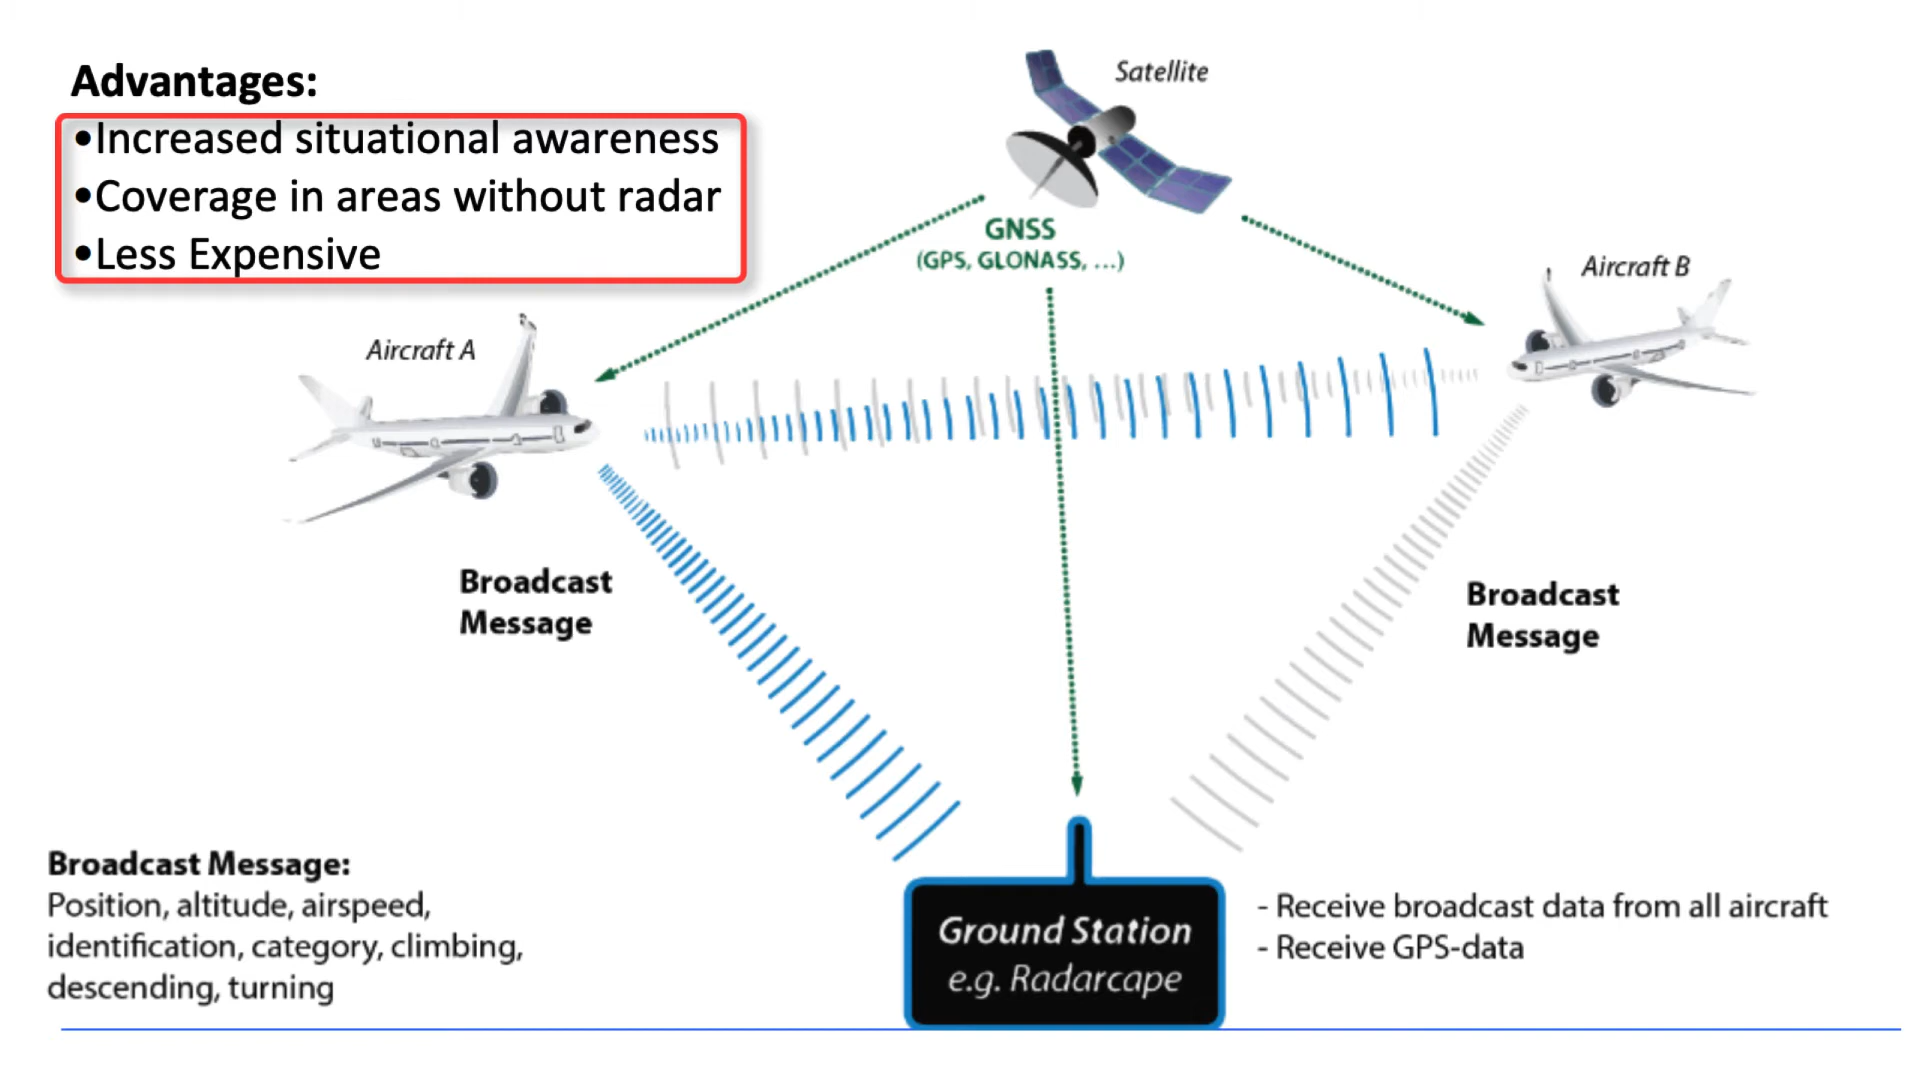 Advantages:
•Increased situational awareness
•Coverage in areas without radar
•Less Expensive
Satellite
GNSS
(GPS, GLONASS, ...)
Aircraft A
Aircraft B
Broadcast
Message
Broadcast
Message
Broadcast Message:
Position, altitude, airspeed,
identification, category, climbing,
descending, turning
Ground Station
e.g. Radarcape
- Receive broadcast data from all aircraft
- Receive GPS-data